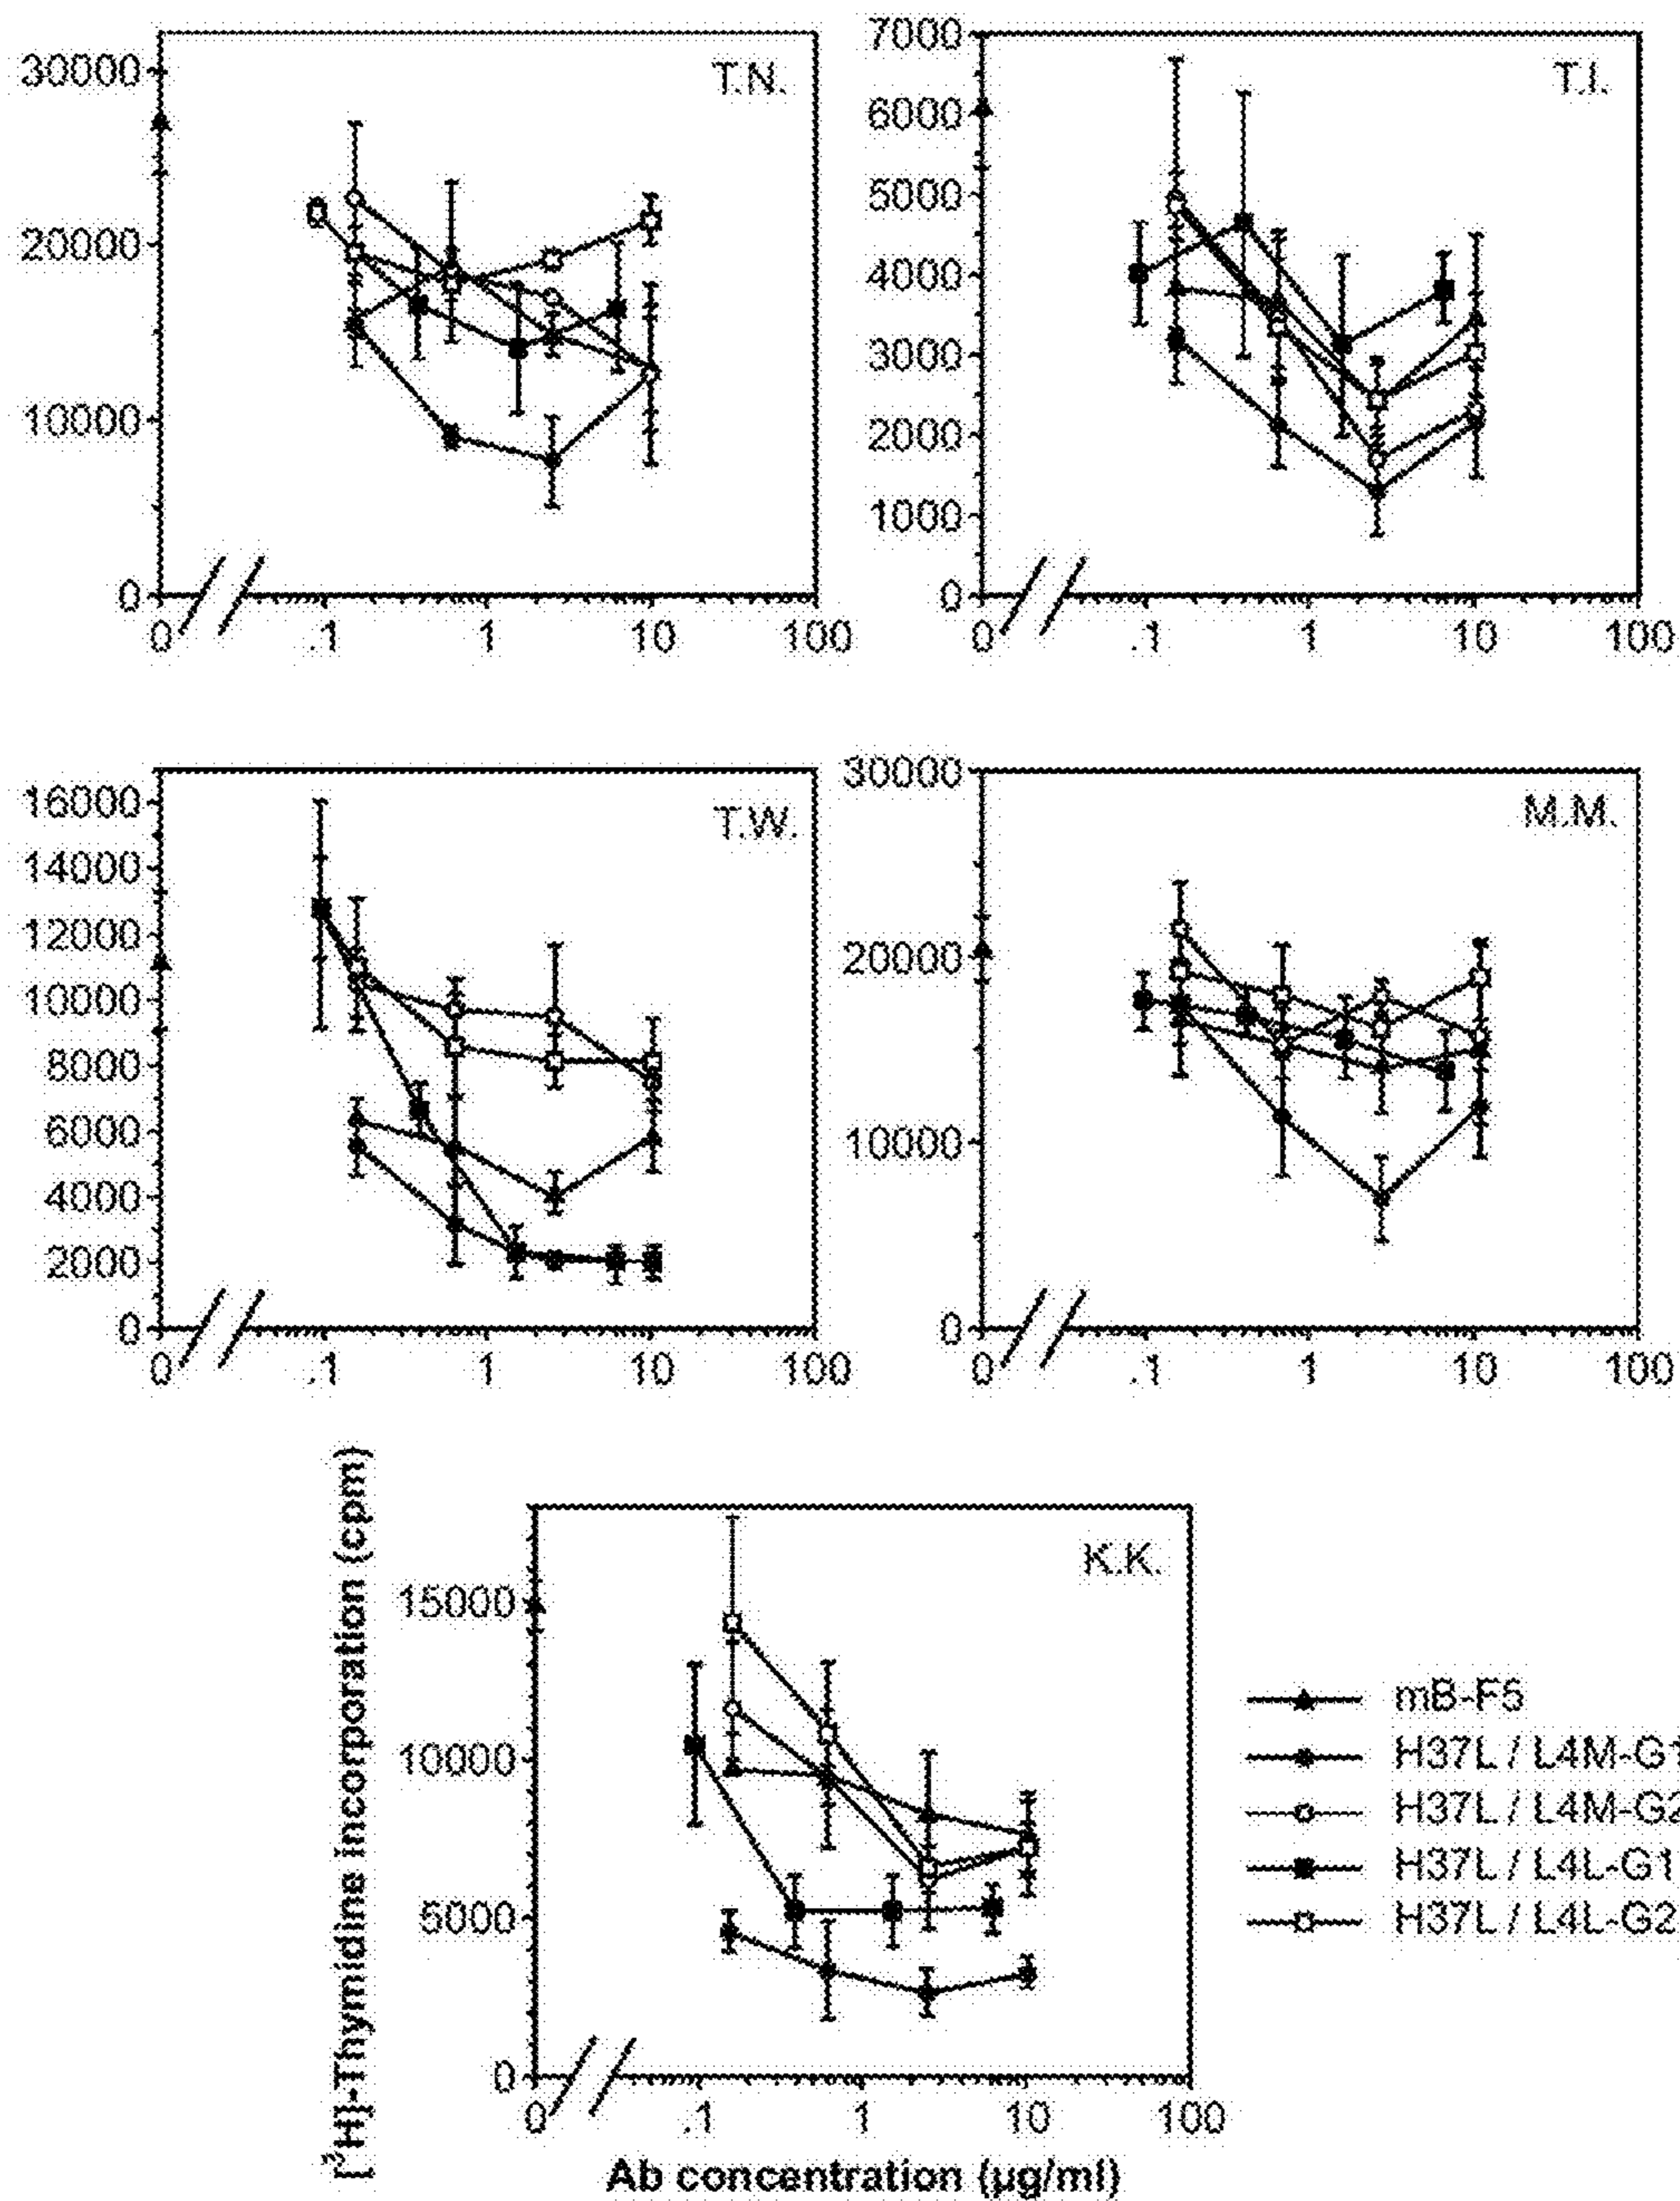 T.N.
30000
20000
10000
0
0 .1 1 10 100
T.I.
7000
6000
5000
4000
3000
2000
1000
0
0 .1 1 10 100
T.W.
16000
14000
12000
10000
8000
6000
4000
2000
0
0 .1 1 10 100
M.M.
30000
20000
10000
0
0 .1 1 10 100
[³H]-Thymidine incorporation (cpm)
K.K.
15000
10000
5000
0
0 .1 1 10 100
Ab concentration (µg/ml)
mB-F5
H37L / L4M-G1
H37L / L4M-G2
H37L / L4L-G1
H37L / L4L-G2